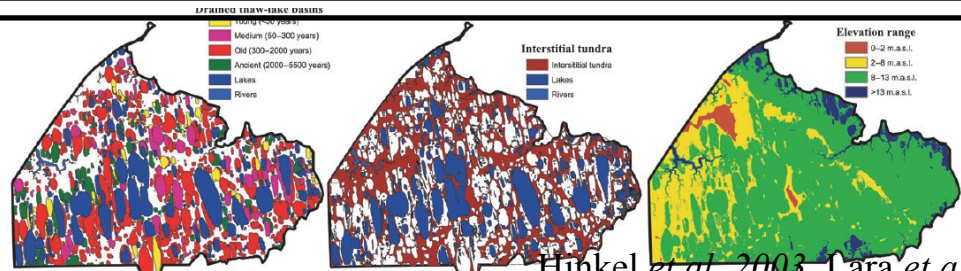 Drained thaw-lake basins
Young (<50 years)
Medium (50–300 years)
Old (300–2000 years)
Ancient (2000–5500 years)
Lakes
Rivers
Interstitial tundra
Intersititial tundra
Lakes
Rivers
Elevation range
0–2 m.a.s.l.
2–8 m.a.s.l.
8–13 m.a.s.l.
>13 m.a.s.l.
Hinkel et al. 2003, Lara et a